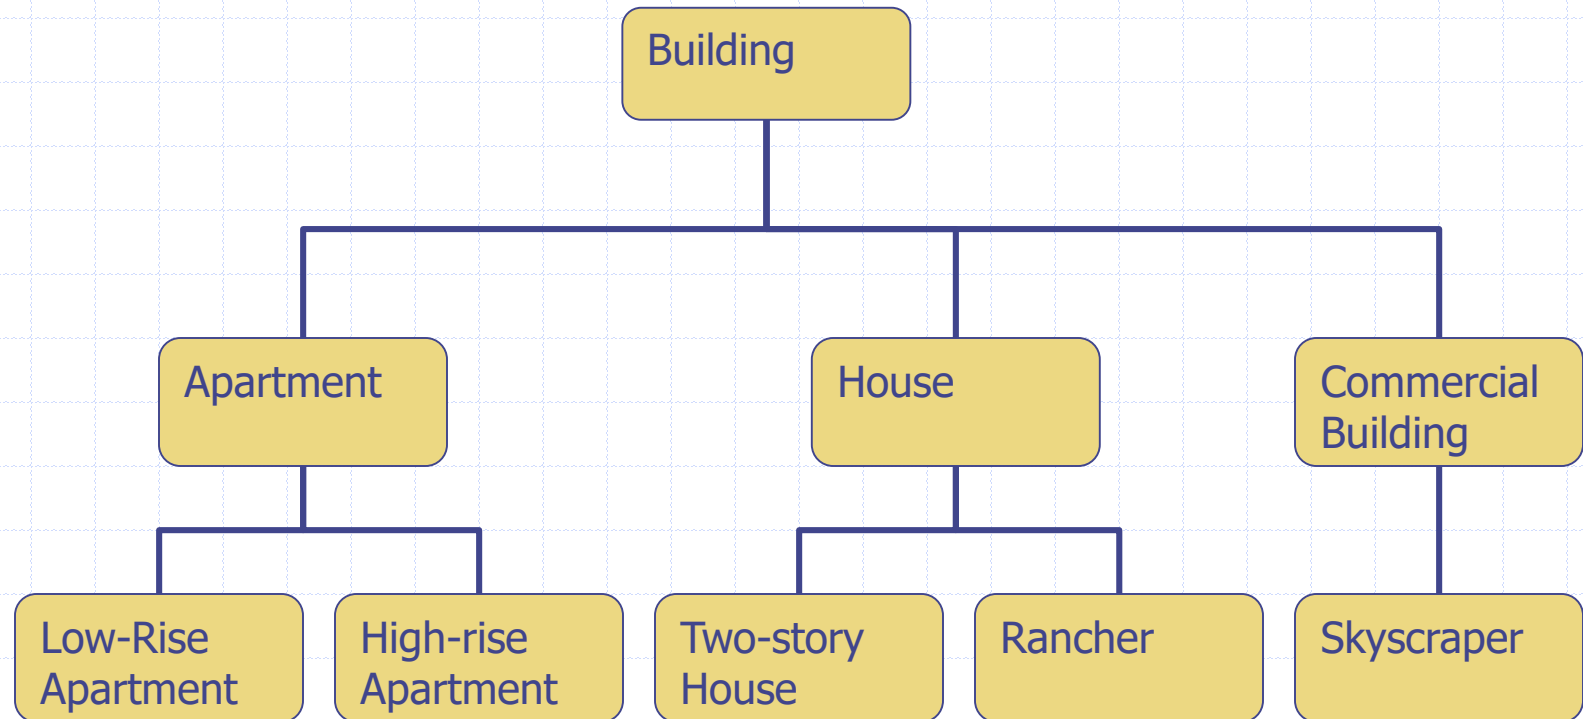 Building
Apartment
House
Commercial
Building
Low-Rise
Apartment
High-rise
Apartment
Two-story
House
Rancher
Skyscraper